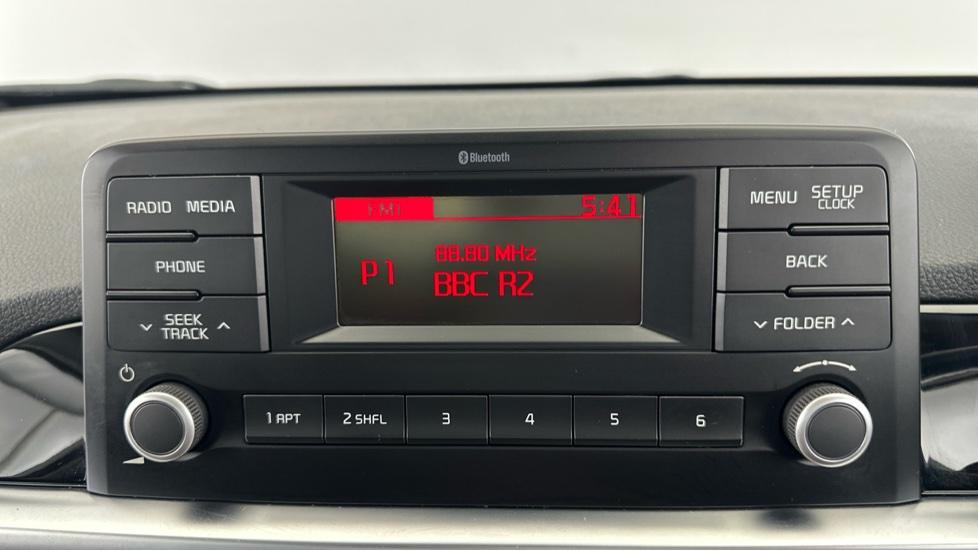 Bluetooth
RADIO MEDIA
PHONE
SEEK
TRACK
FM1
5:41
P1
88.80 MHz
BBC R2
MENU
SETUP
CLOCK
BACK
FOLDER
1 RPT
2 SHFL
3
4
5
6